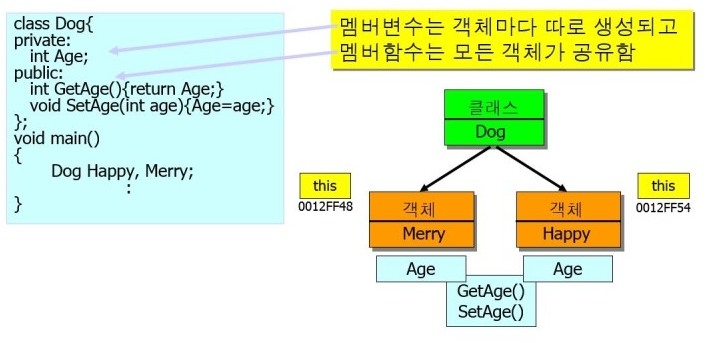 class Dog{
private:
int Age;
public:
int GetAge(){return Age;}
void SetAge(int age){Age=age;}
};
void main()
{
Dog Happy, Merry;
:
}
멤버변수는 객체마다 따로 생성되고
멤버함수는 모든 객체가 공유함
클래스
Dog
this
0012FF48
객체
Merry
객체
Happy
this
0012FF54
Age
Age
GetAge()
SetAge()